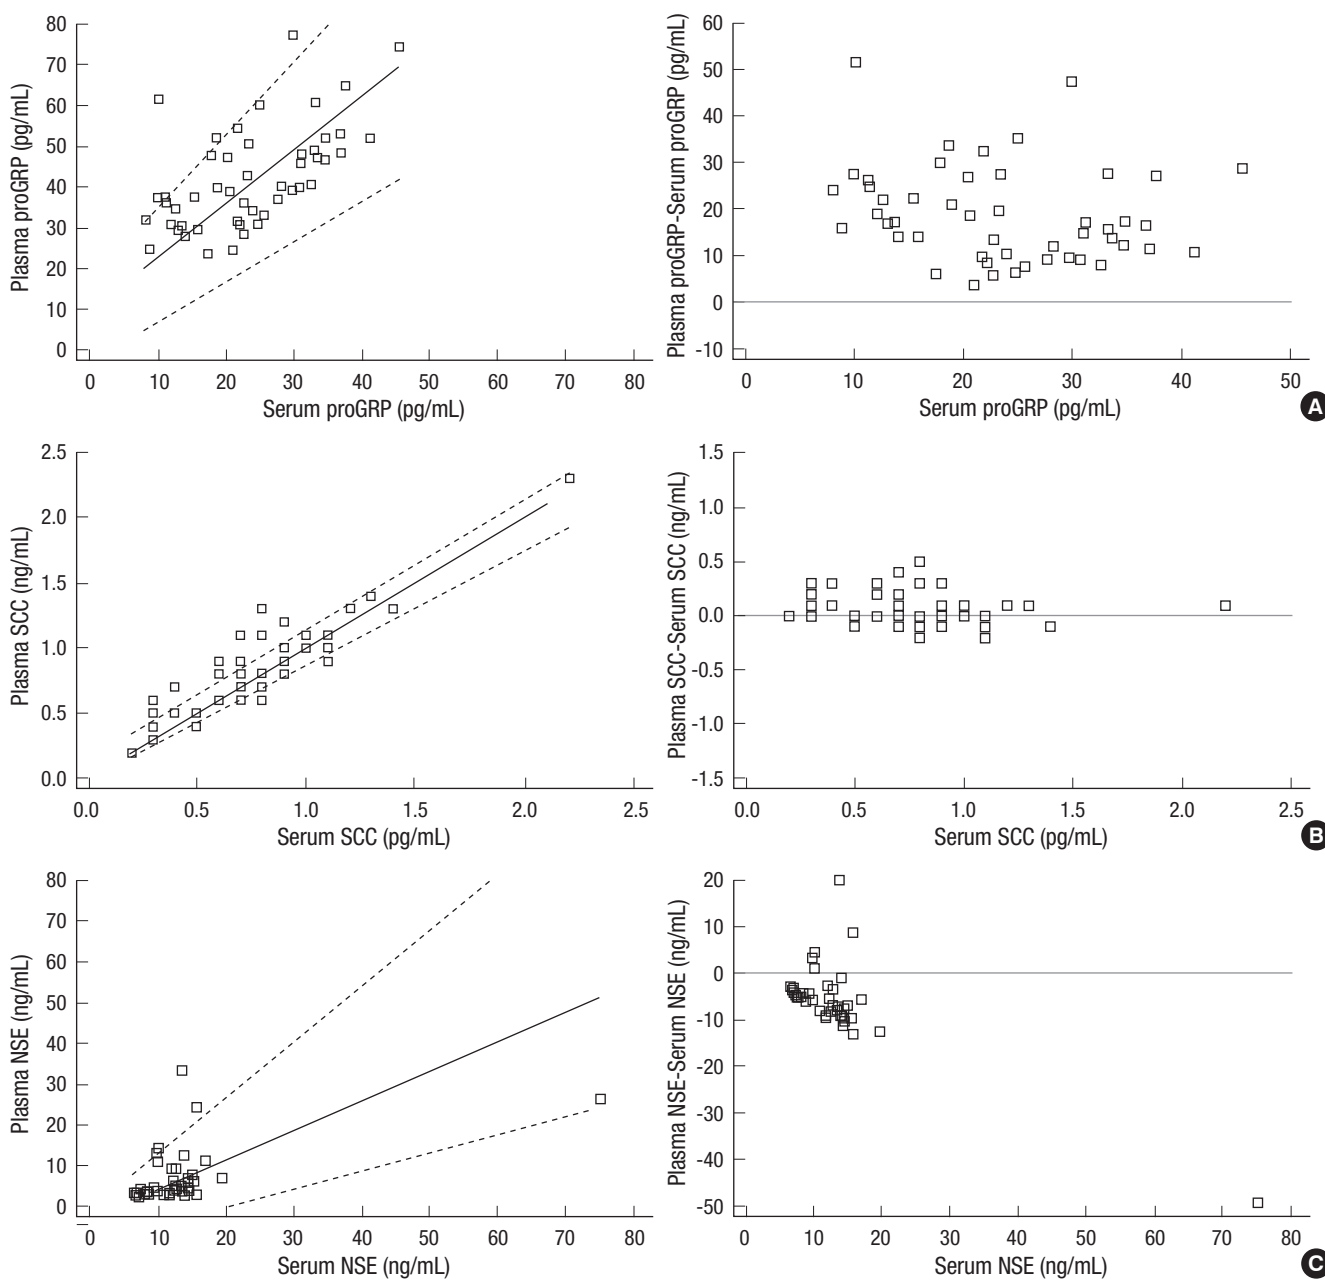 80
70
60
50
40
30
20
10
0
Plasma proGRP (pg/mL)
0 10 20 30 40 50 60 70 80
Serum proGRP (pg/mL)
60
50
40
30
20
10
0
-10
Plasma proGRP-Serum proGRP (pg/mL)
0 10 20 30 40 50
Serum proGRP (pg/mL)
A
2.5
2.0
1.5
1.0
0.5
0.0
Plasma SCC (ng/mL)
0.0 0.5 1.0 1.5 2.0 2.5
Serum SCC (pg/mL)
1.5
1.0
0.5
0.0
-0.5
-1.0
-1.5
Plasma SCC-Serum SCC (ng/mL)
0.0 0.5 1.0 1.5 2.0 2.5
Serum SCC (pg/mL)
B
80
70
60
50
40
30
20
10
0
Plasma NSE (ng/mL)
0 10 20 30 40 50 60 70 80
Serum NSE (ng/mL)
20
10
0
-10
-20
-30
-40
-50
Plasma NSE-Serum NSE (ng/mL)
0 10 20 30 40 50 60 70 80
Serum NSE (ng/mL)
C